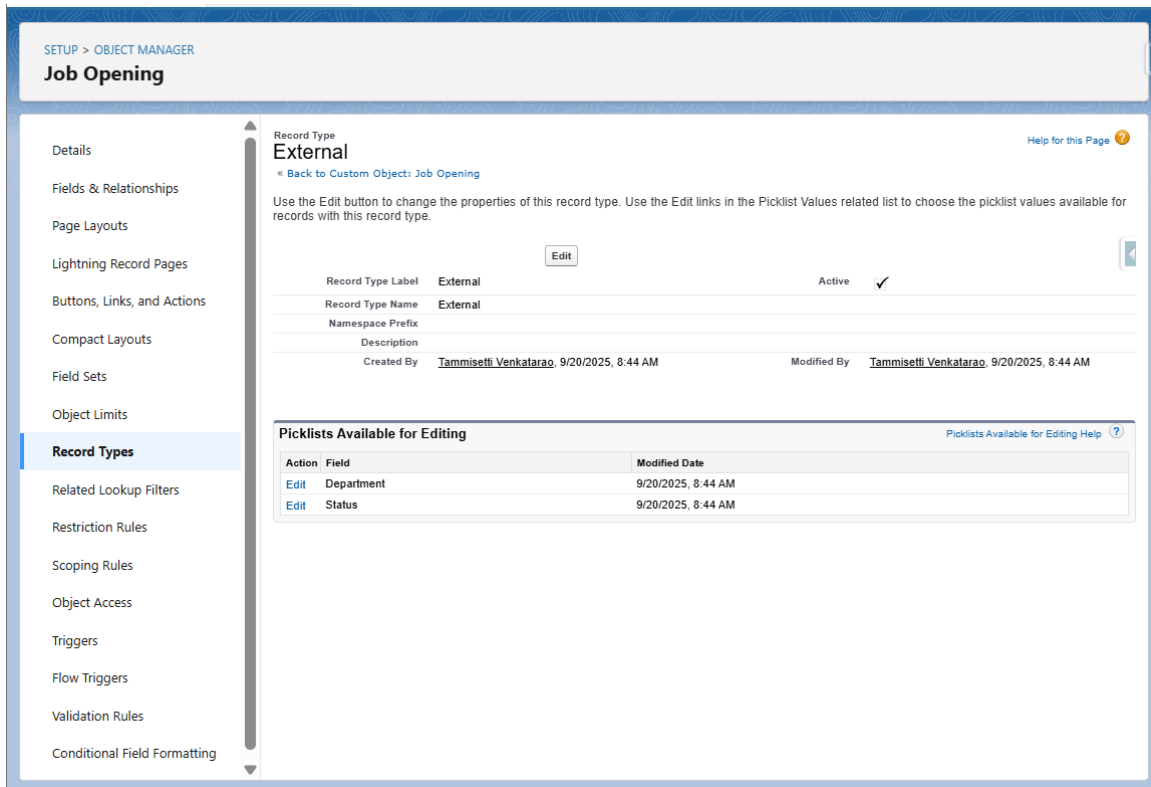 SETUP > OBJECT MANAGER
Job Opening
Details
Fields & Relationships
Page Layouts
Lightning Record Pages
Buttons, Links, and Actions
Compact Layouts
Field Sets
Object Limits
Record Types
Related Lookup Filters
Restriction Rules
Scoping Rules
Object Access
Triggers
Flow Triggers
Validation Rules
Conditional Field Formatting
Record Type
External
Help for this Page ?
« Back to Custom Object: Job Opening
Use the Edit button to change the properties of this record type. Use the Edit links in the Picklist Values related list to choose the picklist values available for
records with this record type.
Edit
Record Type Label External Active ✓
Record Type Name External
Namespace Prefix
Description
Created By Tammisetti Venkatarao, 9/20/2025, 8:44 AM Modified By Tammisetti Venkatarao, 9/20/2025, 8:44 AM
Picklists Available for Editing Picklists Available for Editing Help ?
Action Field Modified Date
Edit Department 9/20/2025, 8:44 AM
Edit Status 9/20/2025, 8:44 AM